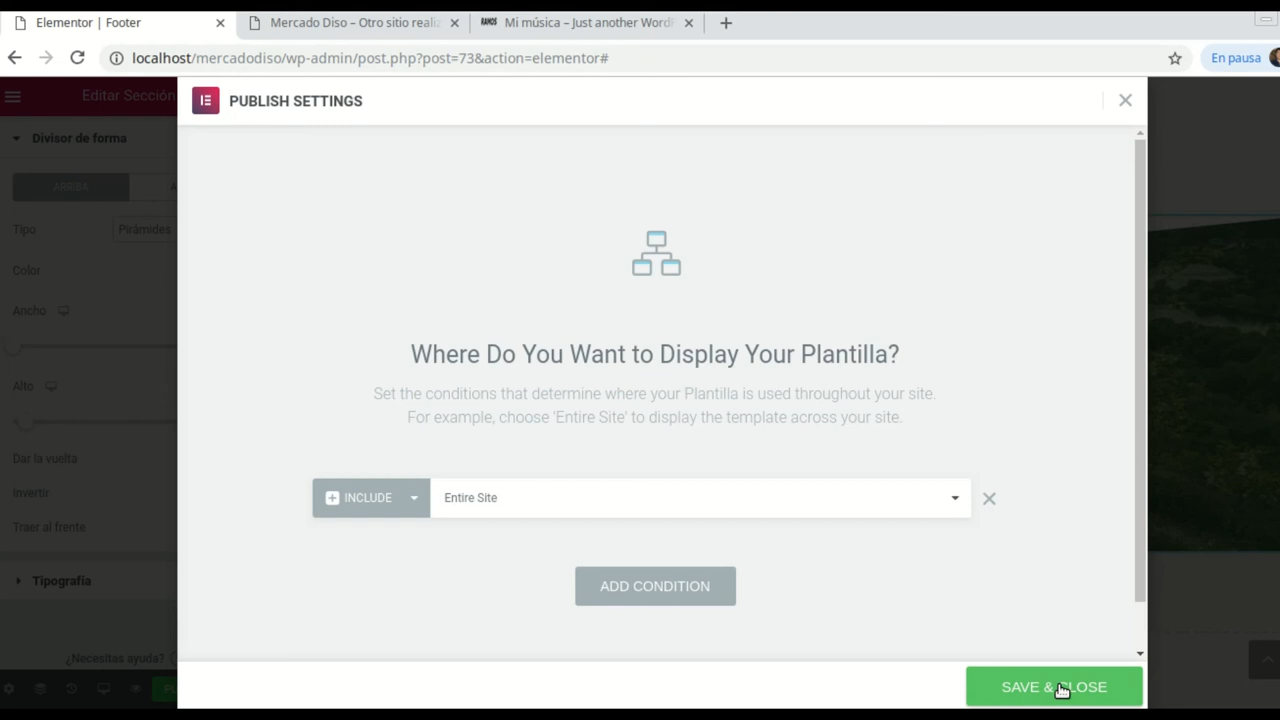 Elementor | Footer
Mercado Diso – Otro sitio realiz
RAMOS Mi música – Just another WordP
localhost/mercadodiso/wp-admin/post.php?post=73&action=elementor#
En pausa
Editar Sección
PUBLISH SETTINGS
Divisor de forma
ARRIBA
A
Tipo
Pirámides
Color
Ancho
Alto
Dar la vuelta
Invertir
Traer al frente
Tipografía
¿Necesitas ayuda?
Where Do You Want to Display Your Plantilla?
Set the conditions that determine where your Plantilla is used throughout your site.
For example, choose 'Entire Site' to display the template across your site.
INCLUDE
Entire Site
ADD CONDITION
SAVE & CLOSE